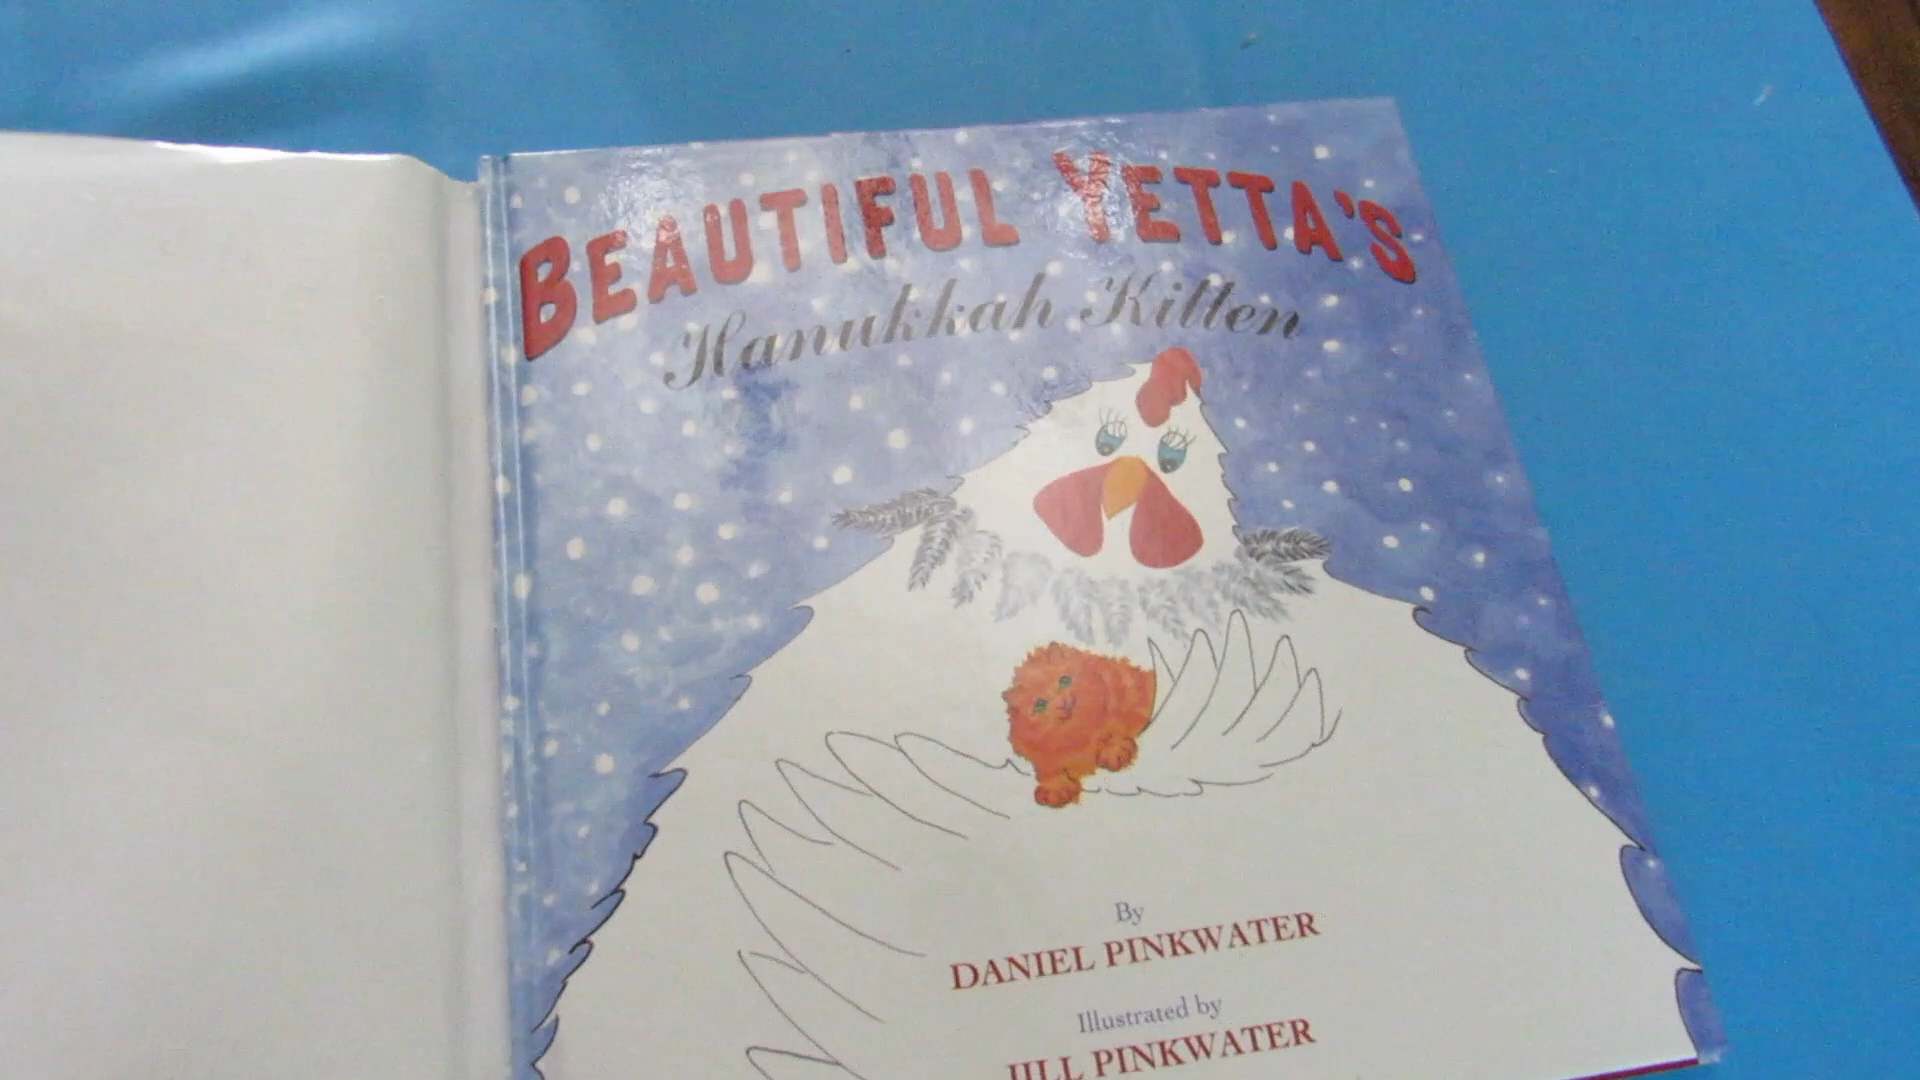 BEAUTIFUL YETTA'S
Hanukkah Kitten
By
DANIEL PINKWATER
Illustrated by
JILL PINKWATER